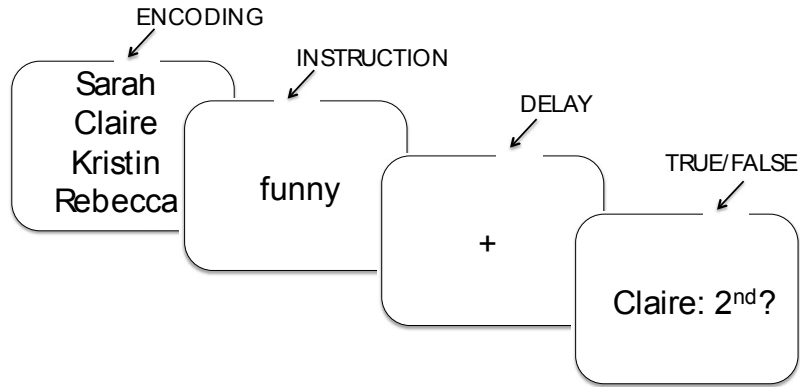 ENCODING
Sarah
Claire
Kristin
Rebecca
INSTRUCTION
funny
DELAY
+
TRUE/FALSE
Claire: 2nd?